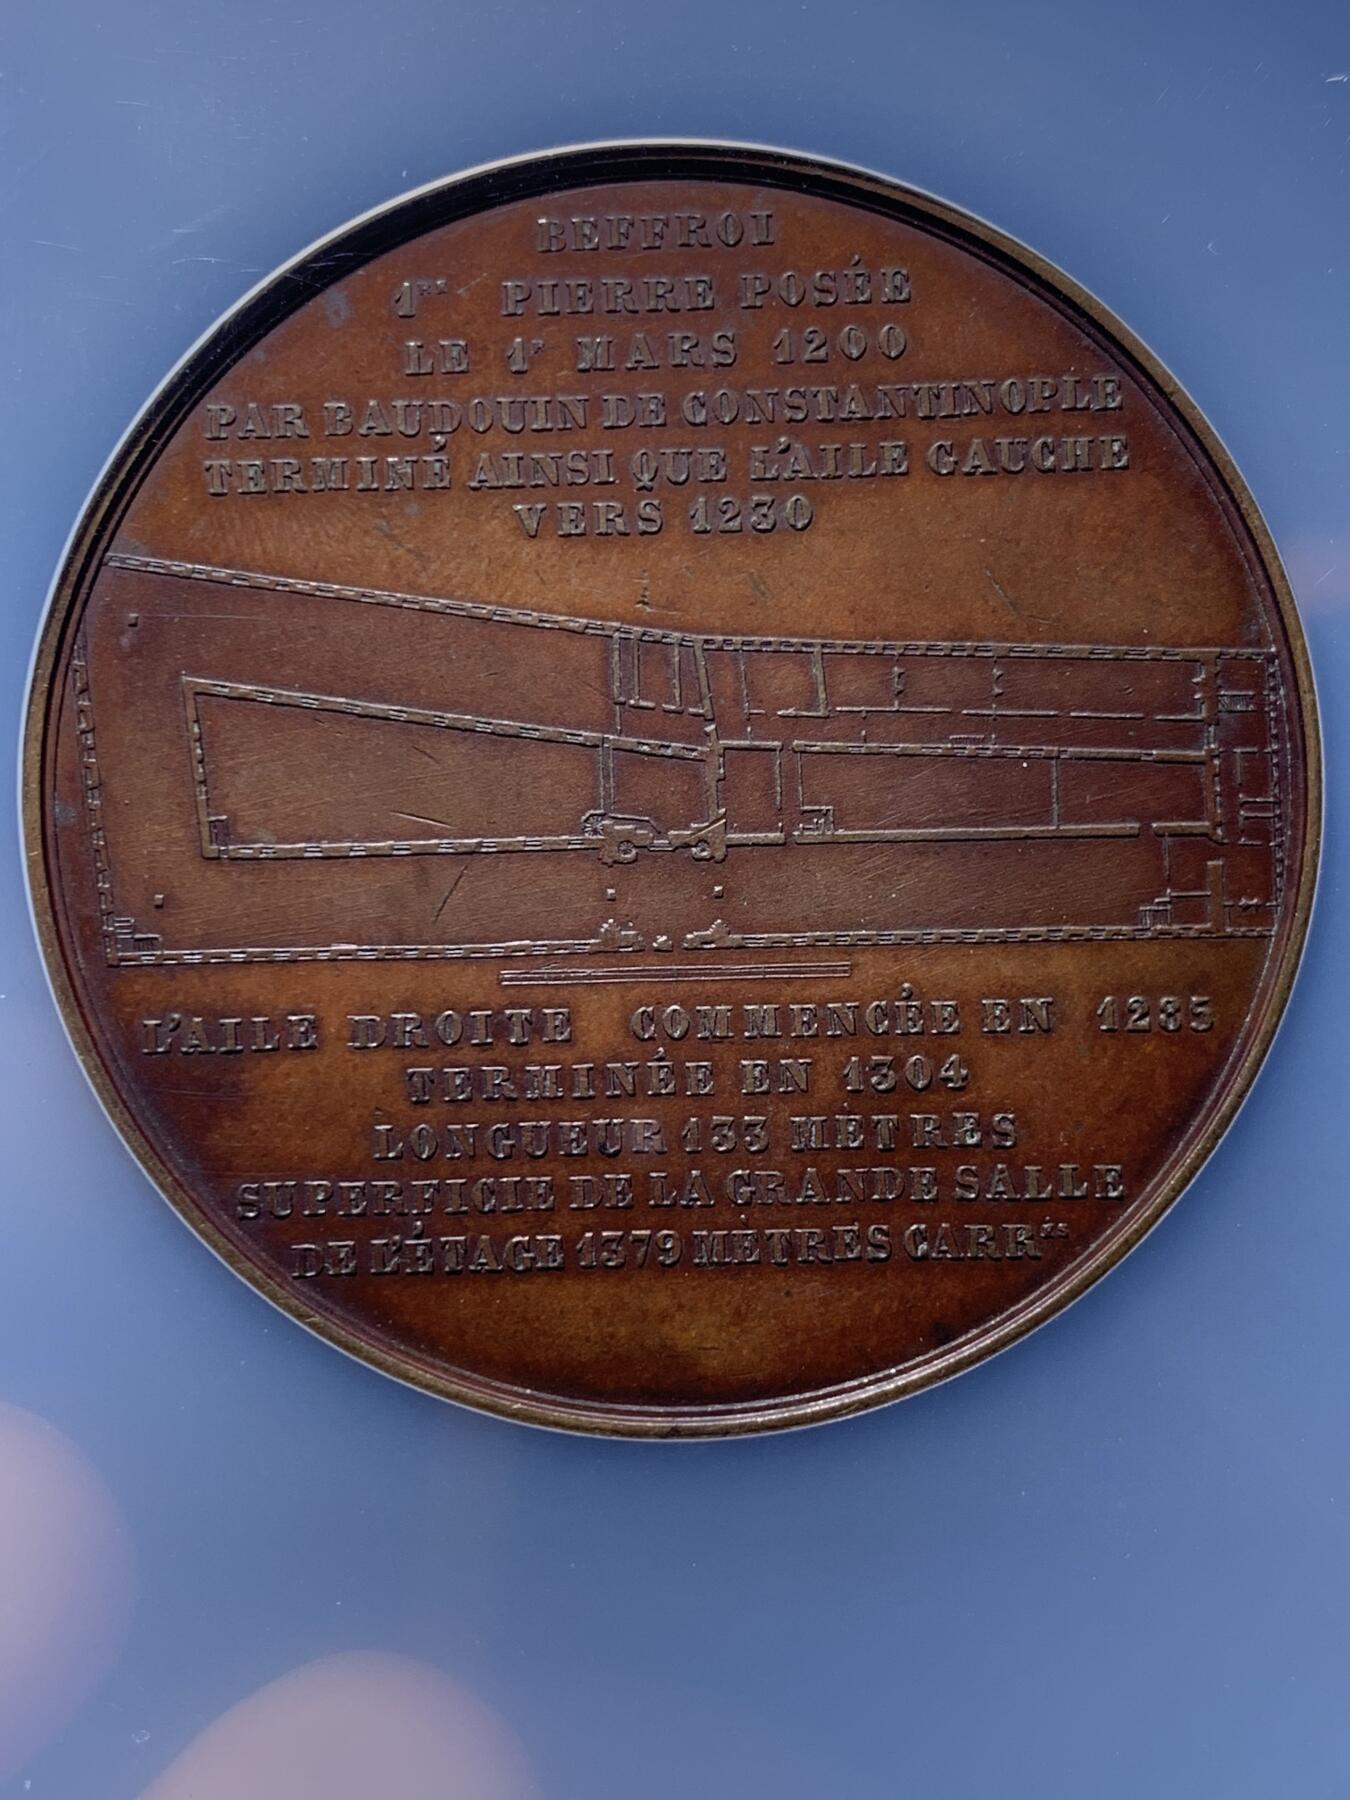 BEFFROI
1RE PIERRE POSÉE
LE 1R MARS 1200
PAR BAUDOUIN DE CONSTANTINOPLE
TERMINÉ AINSI QUE L'AILE GAUCHE
VERS 1230
L'AILE DROITE COMMENCÉE EN 1285
TERMINÉE EN 1304
LONGUEUR 133 MÈTRES
SUPERFICIE DE LA GRANDE SALLE
DE L'ÉTAGE 1379 MÈTRES CARRÉS